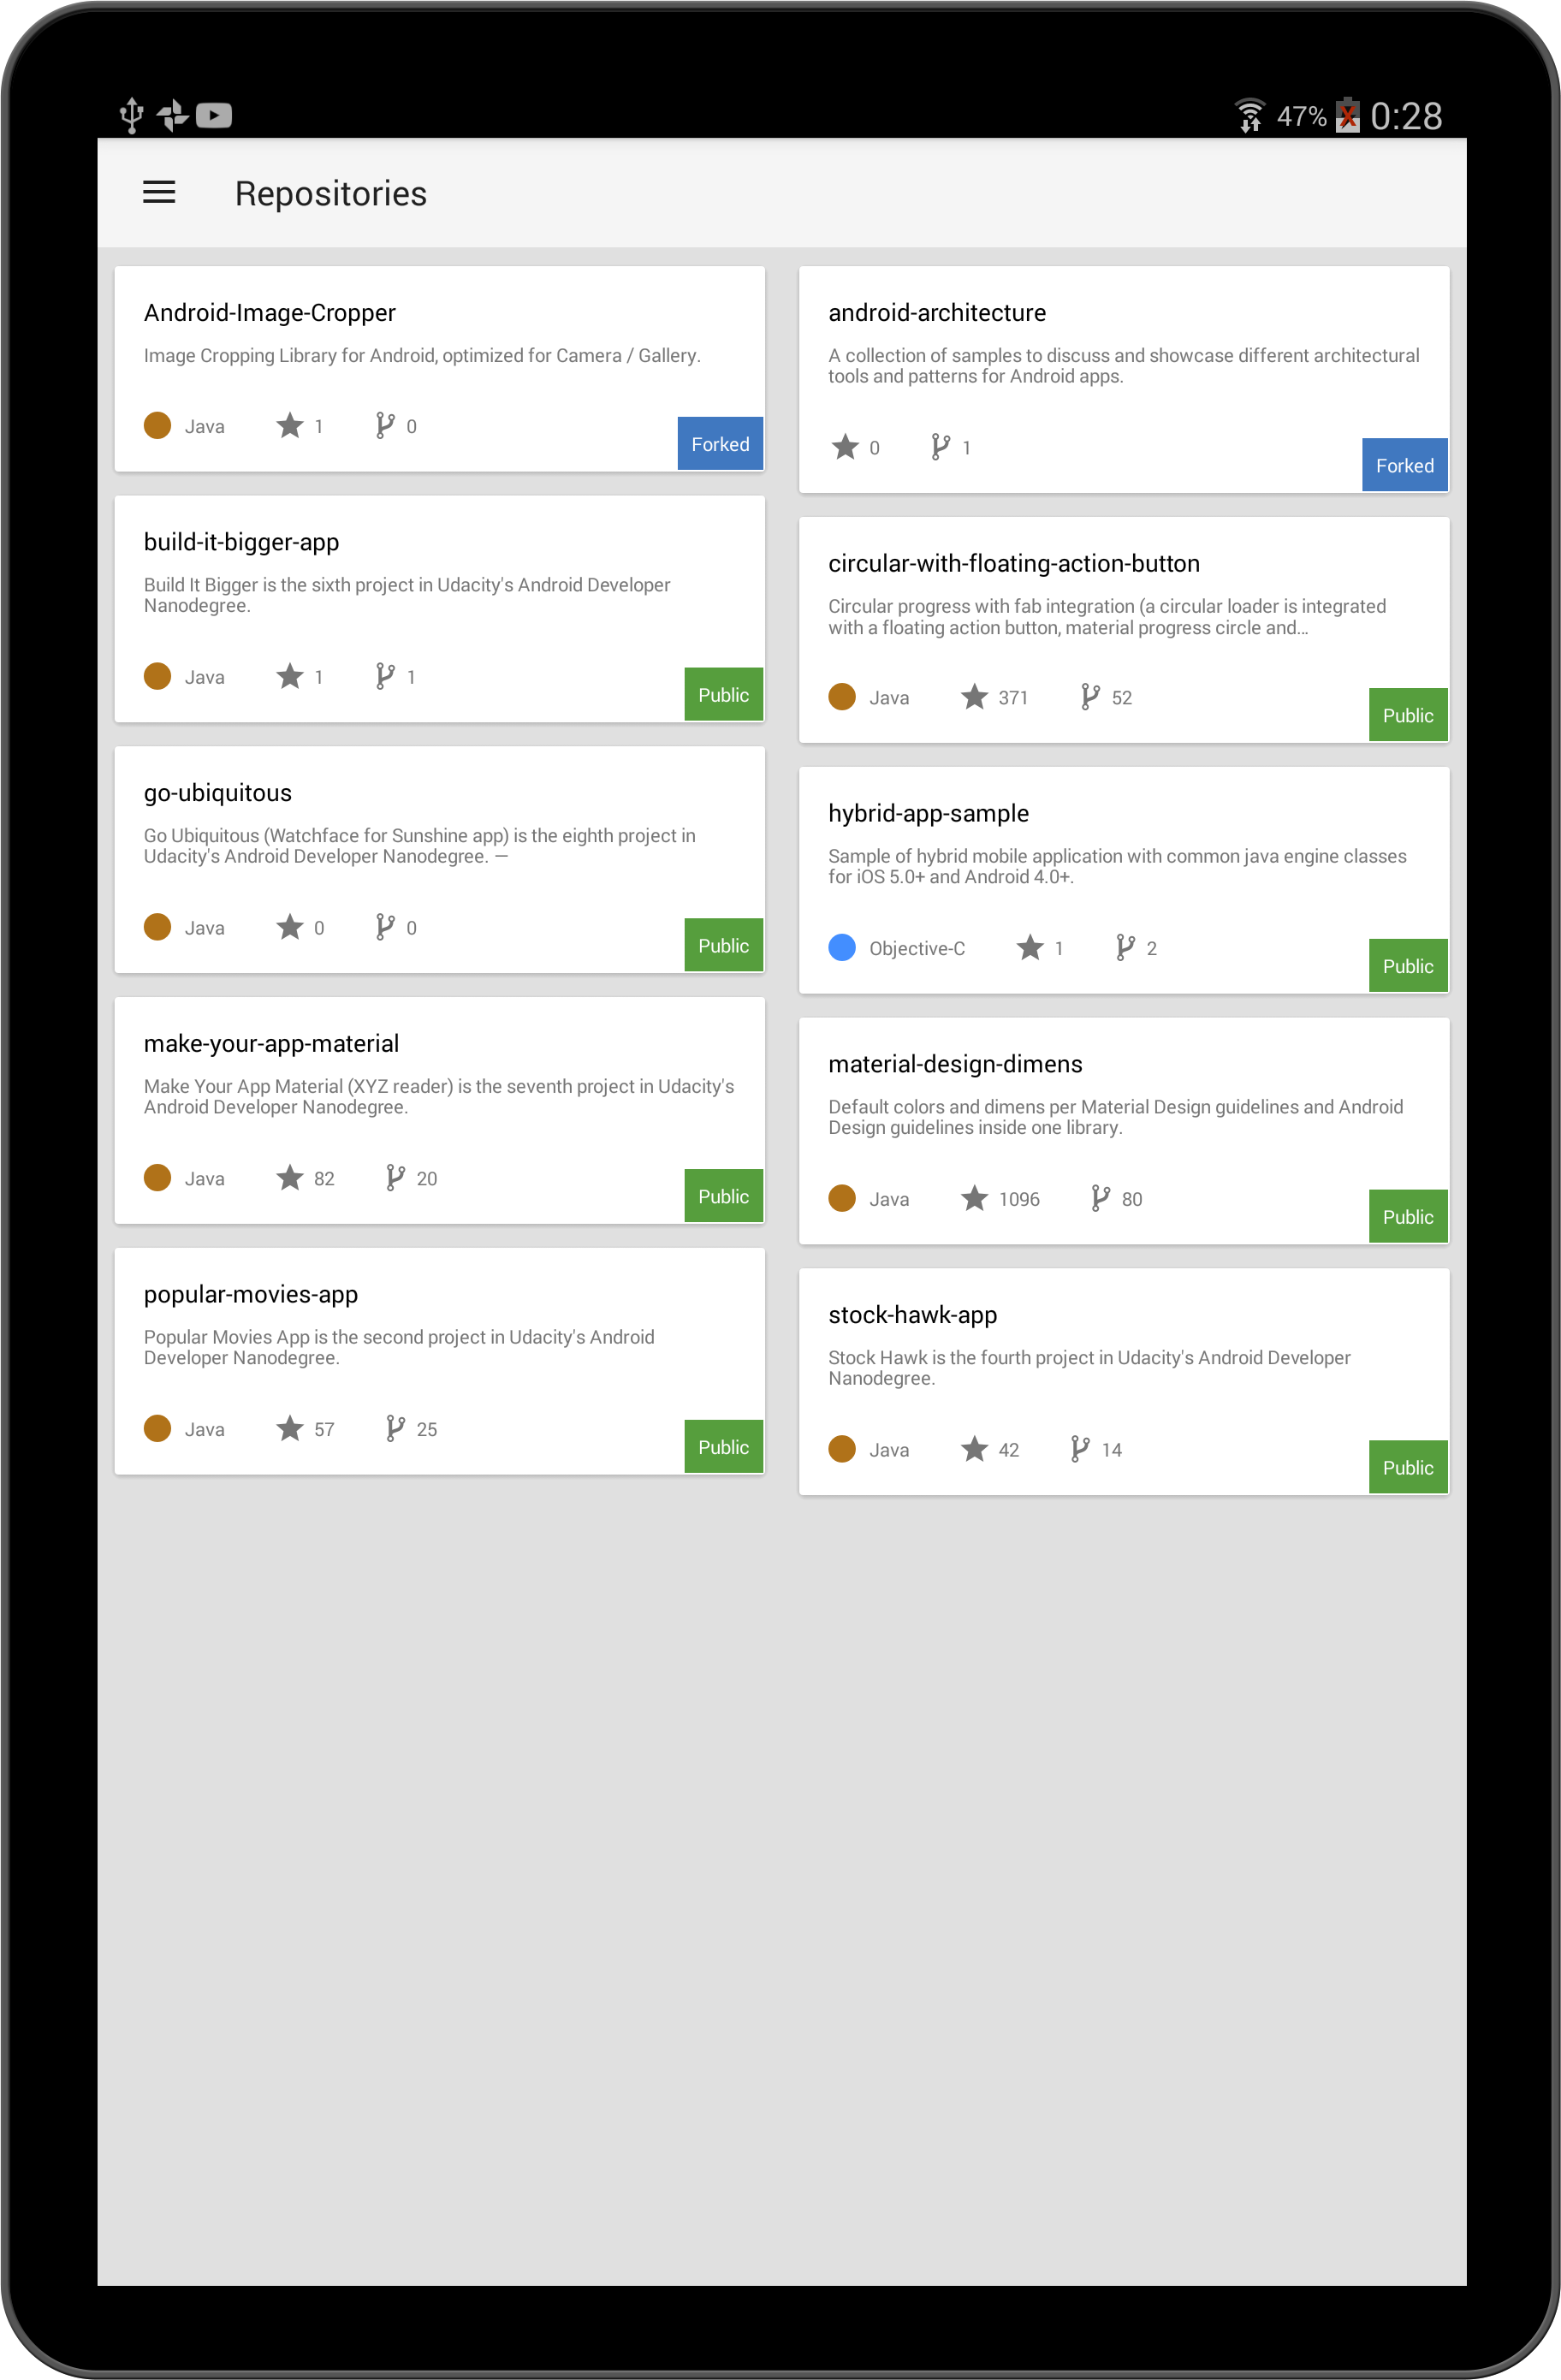 47% 0:28
Repositories
Android-Image-Cropper
Image Cropping Library for Android, optimized for Camera / Gallery.
Java 1 0
Forked
build-it-bigger-app
Build It Bigger is the sixth project in Udacity's Android Developer
Nanodegree.
Java 1 1
Public
go-ubiquitous
Go Ubiquitous (Watchface for Sunshine app) is the eighth project in
Udacity's Android Developer Nanodegree. —
Java 0 0
Public
make-your-app-material
Make Your App Material (XYZ reader) is the seventh project in Udacity's
Android Developer Nanodegree.
Java 82 20
Public
popular-movies-app
Popular Movies App is the second project in Udacity's Android
Developer Nanodegree.
Java 57 25
Public
android-architecture
A collection of samples to discuss and showcase different architectural
tools and patterns for Android apps.
0 1
Forked
circular-with-floating-action-button
Circular progress with fab integration (a circular loader is integrated
with a floating action button, material progress circle and...
Java 371 52
Public
hybrid-app-sample
Sample of hybrid mobile application with common java engine classes
for iOS 5.0+ and Android 4.0+.
Objective-C 1 2
Public
material-design-dimens
Default colors and dimens per Material Design guidelines and Android
Design guidelines inside one library.
Java 1096 80
Public
stock-hawk-app
Stock Hawk is the fourth project in Udacity's Android Developer
Nanodegree.
Java 42 14
Public